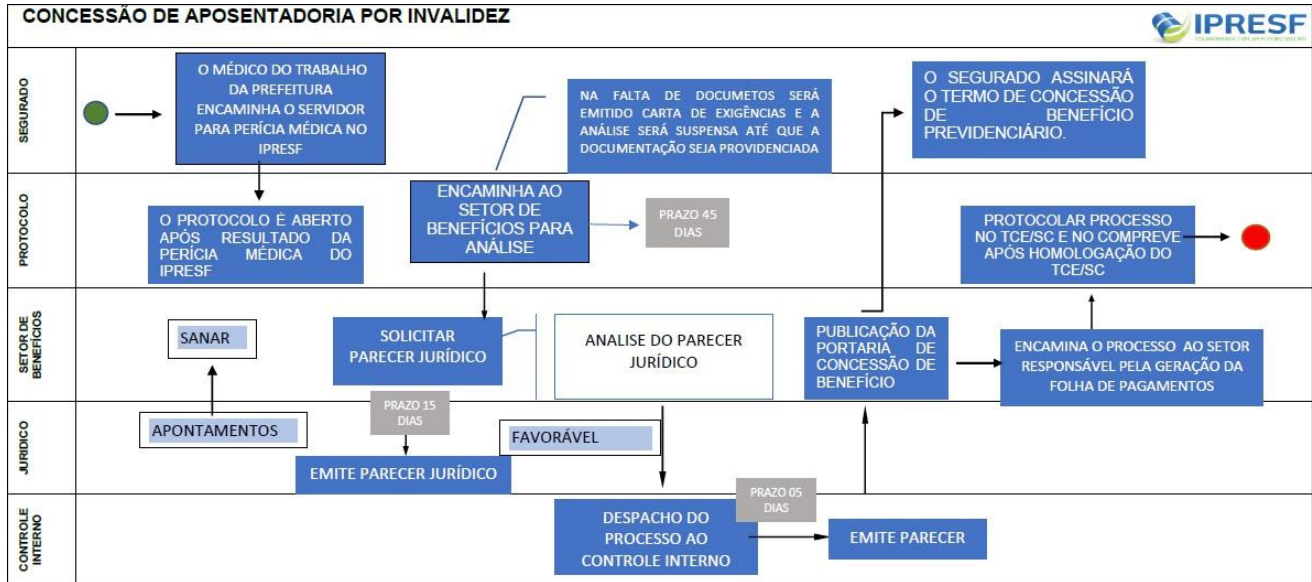 CONCESSÃO DE APOSENTADORIA POR INVALIDEZ
IPRESF
COLABORANDO COM UM FUTURO SEGURO
SEGURADO
O MÉDICO DO TRABALHO
DA PREFEITURA
ENCAMINHA O SERVIDOR
PARA PERÍCIA MÉDICA NO
IPRESF
NA FALTA DE DOCUMETOS SERÁ
EMITIDO CARTA DE EXIGÊNCIAS E A
ANÁLISE SERÁ SUSPENSA ATÉ QUE A
DOCUMENTAÇÃO SEJA PROVIDENCIADA
O SEGURADO ASSINARÁ
O TERMO DE CONCESSÃO
DE BENEFÍCIO
PREVIDENCIÁRIO.
PROTOCOLO
O PROTOCOLO É ABERTO
APÓS RESULTADO DA
PERÍCIA MÉDICA DO
IPRESF
ENCAMINHA AO
SETOR DE
BENEFÍCIOS PARA
ANÁLISE
PRAZO 45
DIAS
PROTOCOLAR PROCESSO
NO TCE/SC E NO COMPREVE
APÓS HOMOLOGAÇÃO DO
TCE/SC
SETOR DE
BENEFÍCIOS
SANAR
SOLICITAR
PARECER JURÍDICO
ANALISE DO PARECER
JURÍDICO
PUBLICAÇÃO DA
PORTARIA DE
CONCESSÃO DE
BENEFÍCIO
ENCAMINA O PROCESSO AO SETOR
RESPONSÁVEL PELA GERAÇÃO DA
FOLHA DE PAGAMENTOS
JURIDICO
APONTAMENTOS
PRAZO 15
DIAS
EMITE PARECER JURÍDICO
FAVORÁVEL
CONTROLE
INTERNO
DESPACHO DO
PROCESSO AO
CONTROLE INTERNO
PRAZO 05
DIAS
EMITE PARECER